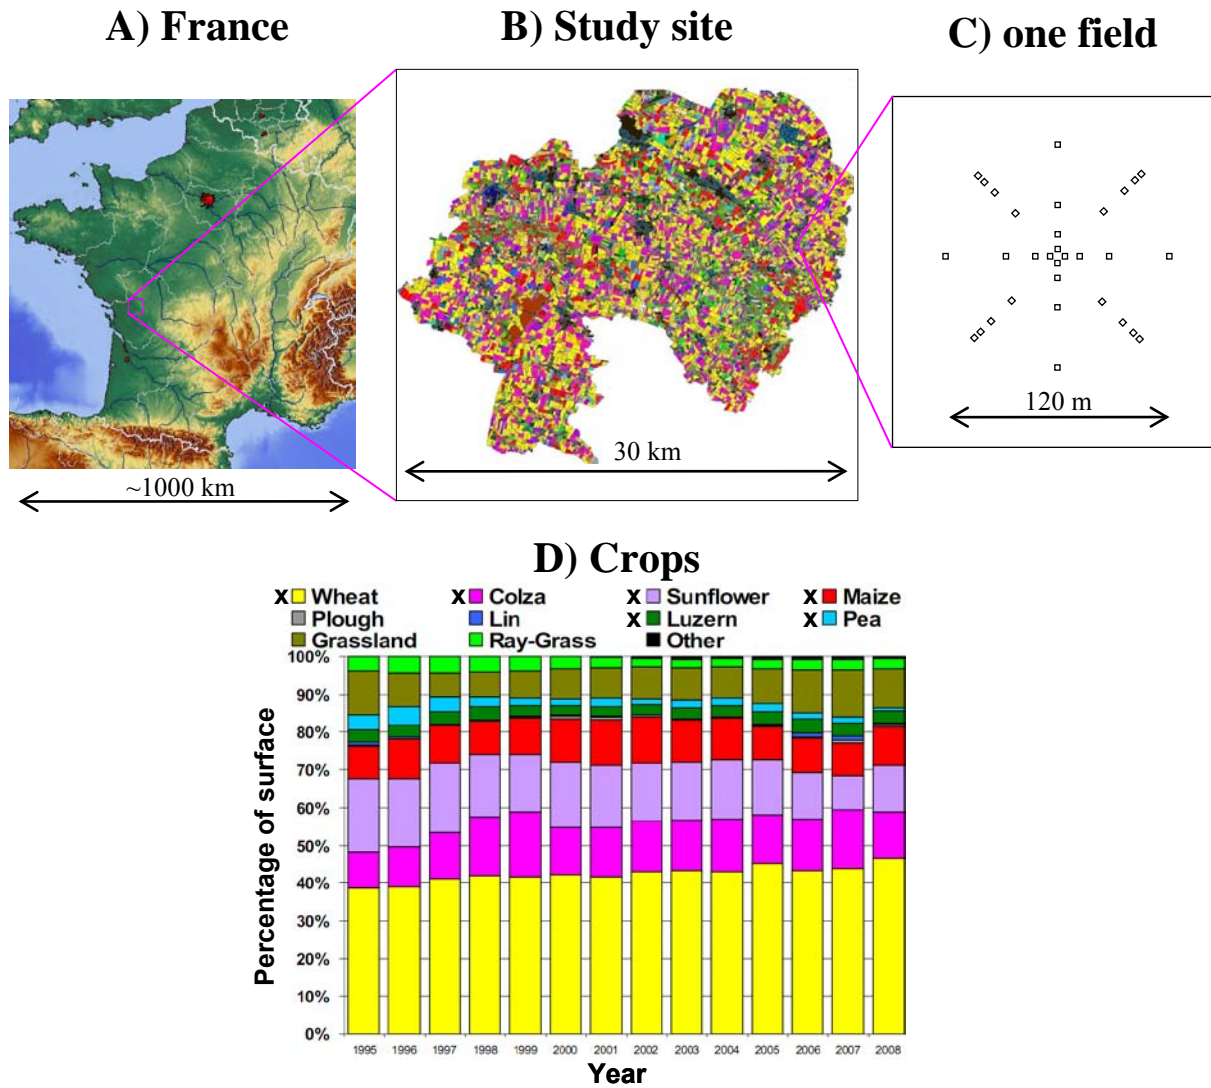 A) France
B) Study site
C) one field
~1000 km
30 km
120 m
D) Crops
x Wheat x Colza x Sunflower x Maize
Plough Lin x Luzern x Pea
Grassland Ray-Grass Other
Percentage of surface
100%
90%
80%
70%
60%
50%
40%
30%
20%
10%
0%
1995 1996 1997 1998 1999 2000 2001 2002 2003 2004 2005 2006 2007 2008
Year